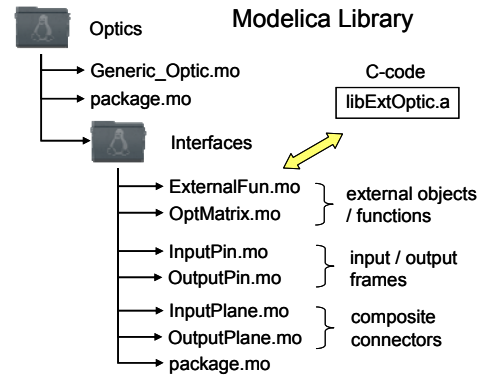 Modelica Library
Optics
Generic_Optic.mo
package.mo
C-code
libExtOptic.a
Interfaces
ExternalFun.mo
OptMatrix.mo
external objects
/ functions
InputPin.mo
OutputPin.mo
input / output
frames
InputPlane.mo
OutputPlane.mo
composite
connectors
package.mo